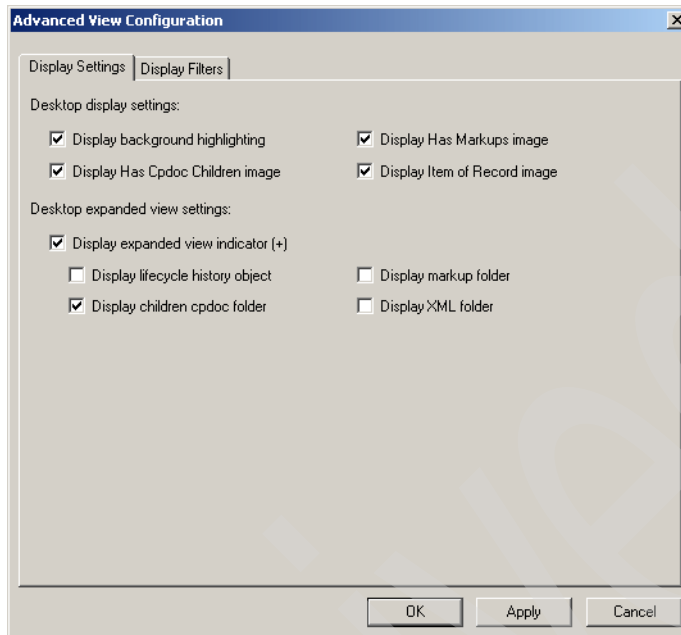 Advanced View Configuration
Display Settings Display Filters
Desktop display settings:
Display background highlighting Display Has Markups image
Display Has Cpdoc Children image Display Item of Record image
Desktop expanded view settings:
Display expanded view indicator (+)
Display lifecycle history object Display markup folder
Display children cpdoc folder Display XML folder
OK Apply Cancel